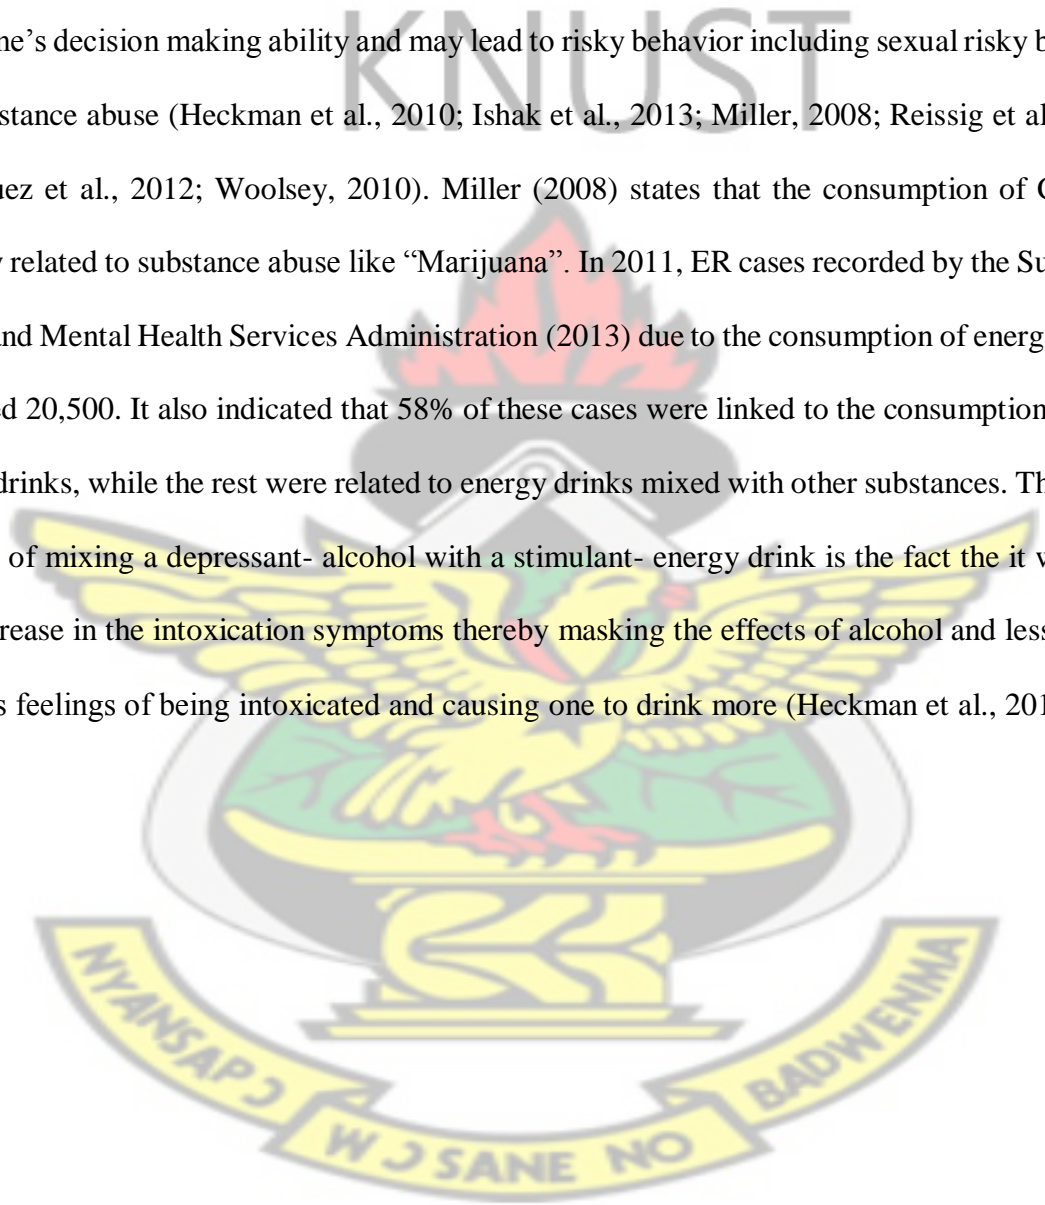 KNUST
ne’s decision making ability and may lead to risky behavior including sexual risky b
stance abuse (Heckman et al., 2010; Ishak et al., 2013; Miller, 2008; Reissig et al
uez et al., 2012; Woolsey, 2010). Miller (2008) states that the consumption of
related to substance abuse like “Marijuana”. In 2011, ER cases recorded by the Su
and Mental Health Services Administration (2013) due to the consumption of energ
ed 20,500. It also indicated that 58% of these cases were linked to the consumption
drinks, while the rest were related to energy drinks mixed with other substances. Th
of mixing a depressant- alcohol with a stimulant- energy drink is the fact the it w
rease in the intoxication symptoms thereby masking the effects of alcohol and less
s feelings of being intoxicated and causing one to drink more (Heckman et al., 201
NYANSAPƆ
WƆSANE NO
BADWENMA